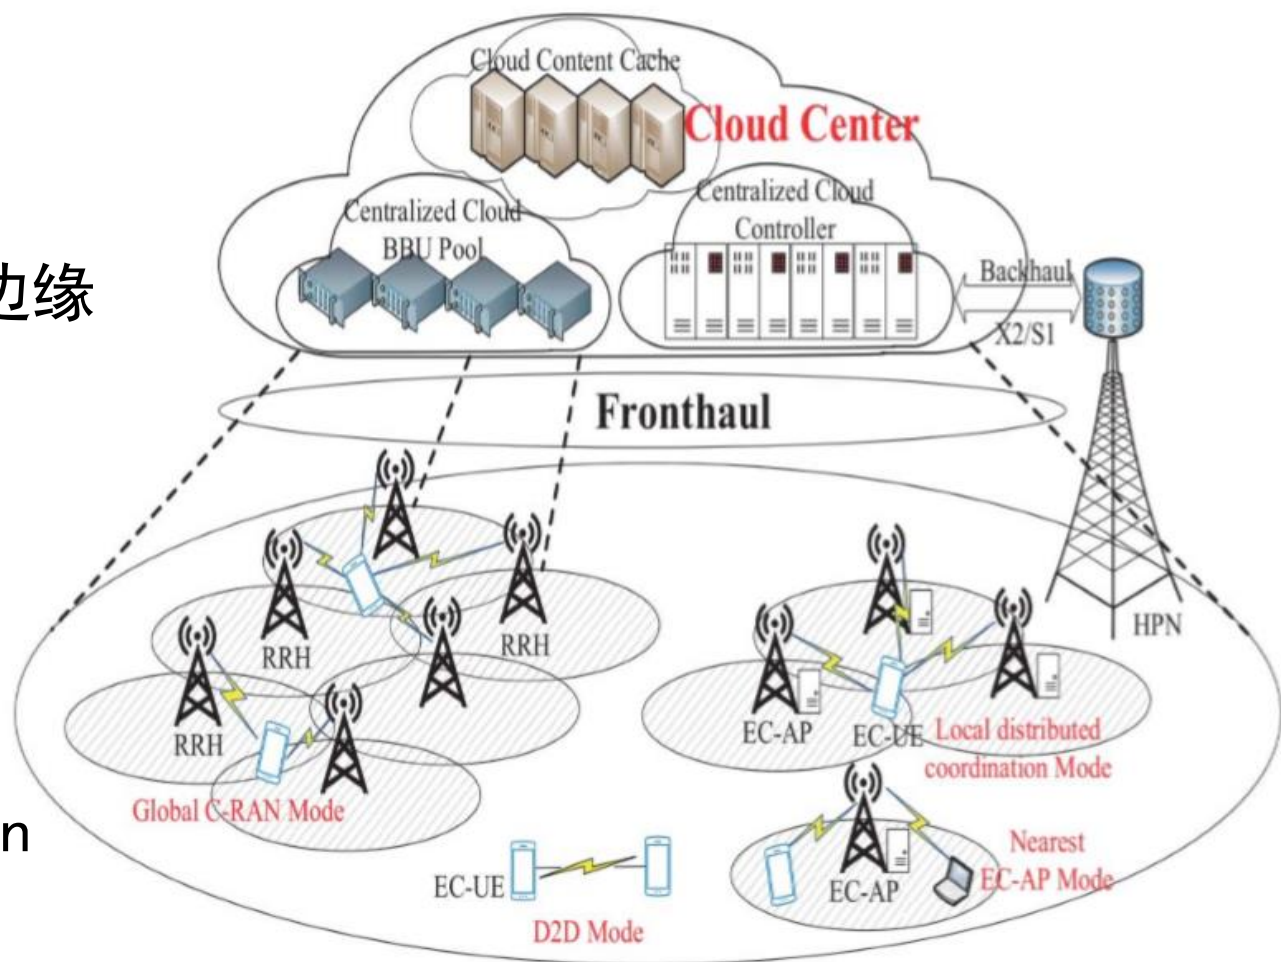 Cloud Content Cache
Cloud Center
Centralized Cloud
BBU Pool
Centralized Cloud
Controller
边缘
Backhaul
X2/S1
Fronthaul
RRH
RRH
RRH
HPN
EC-AP
EC-UE
Local distributed
coordination Mode
Global C-RAN Mode
n
EC-UE
D2D Mode
EC-AP
Nearest
EC-AP Mode